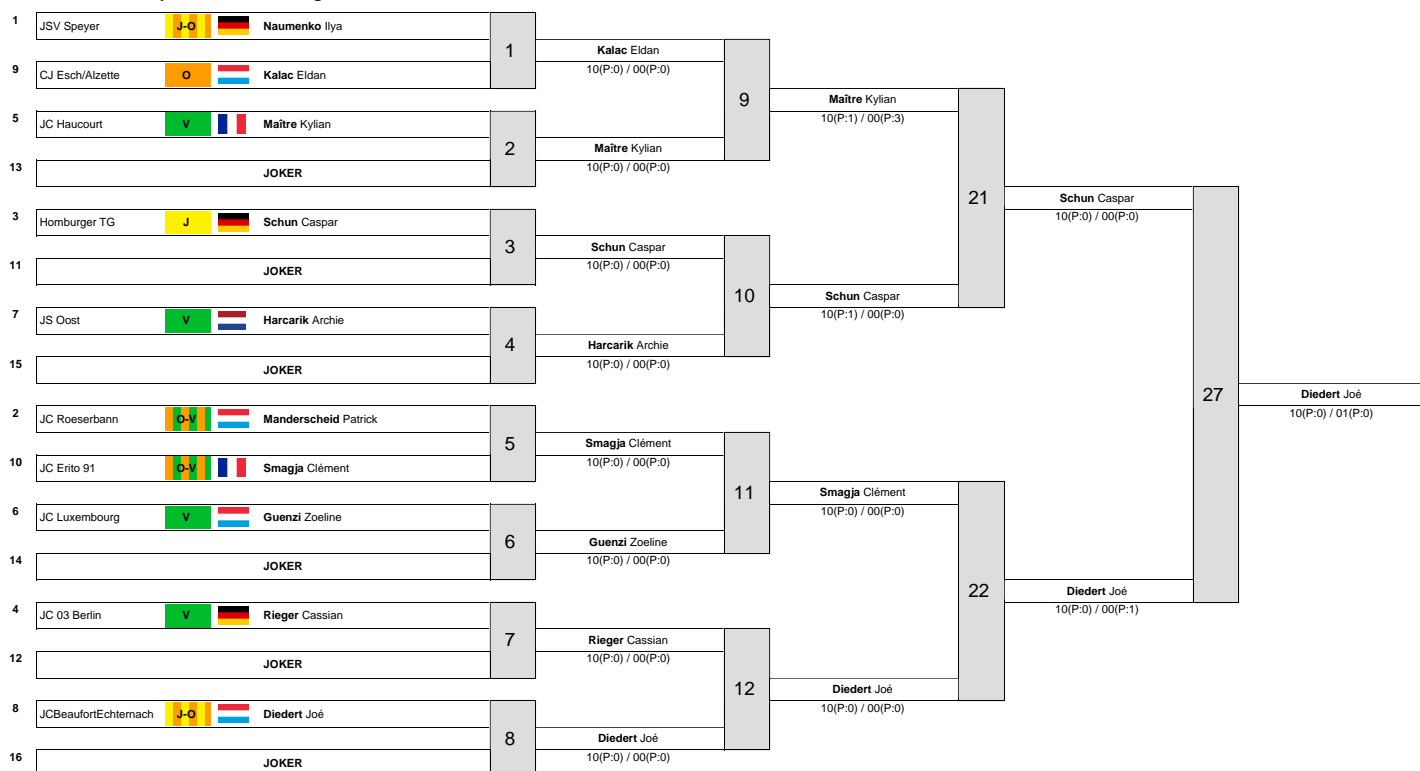 1 JSV Speyer J-O Naumenko Ilya
1
Kalac Eldan
10(P:0) / 00(P:0)
9 CJ Esch/Alzette O Kalac Eldan
9
Maître Kylian
10(P:1) / 00(P:3)
5 JC Haucourt V Maître Kylian
2
Maître Kylian
10(P:0) / 00(P:0)
13 JOKER
21
Schun Caspar
10(P:0) / 00(P:0)
3 Homburger TG J Schun Caspar
3
Schun Caspar
10(P:0) / 00(P:0)
11 JOKER
10
Schun Caspar
10(P:1) / 00(P:0)
7 JS Oost V Harcarik Archie
4
Harcarik Archie
10(P:0) / 00(P:0)
15 JOKER
27
Diedert Joé
10(P:0) / 01(P:0)
2 JC Roeserbann O-V Manderscheid Patrick
5
Smagja Clément
10(P:0) / 00(P:0)
10 JC Erito 91 O-V Smagja Clément
11
Smagja Clément
10(P:0) / 00(P:0)
6 JC Luxembourg V Guenzi Zoeline
6
Guenzi Zoeline
10(P:0) / 00(P:0)
14 JOKER
22
Diedert Joé
10(P:0) / 00(P:1)
4 JC 03 Berlin V Rieger Cassian
7
Rieger Cassian
10(P:0) / 00(P:0)
12 JOKER
12
Diedert Joé
10(P:0) / 00(P:0)
8 JCBeaufortEchternach J-O Diedert Joé
8
Diedert Joé
10(P:0) / 00(P:0)
16 JOKER